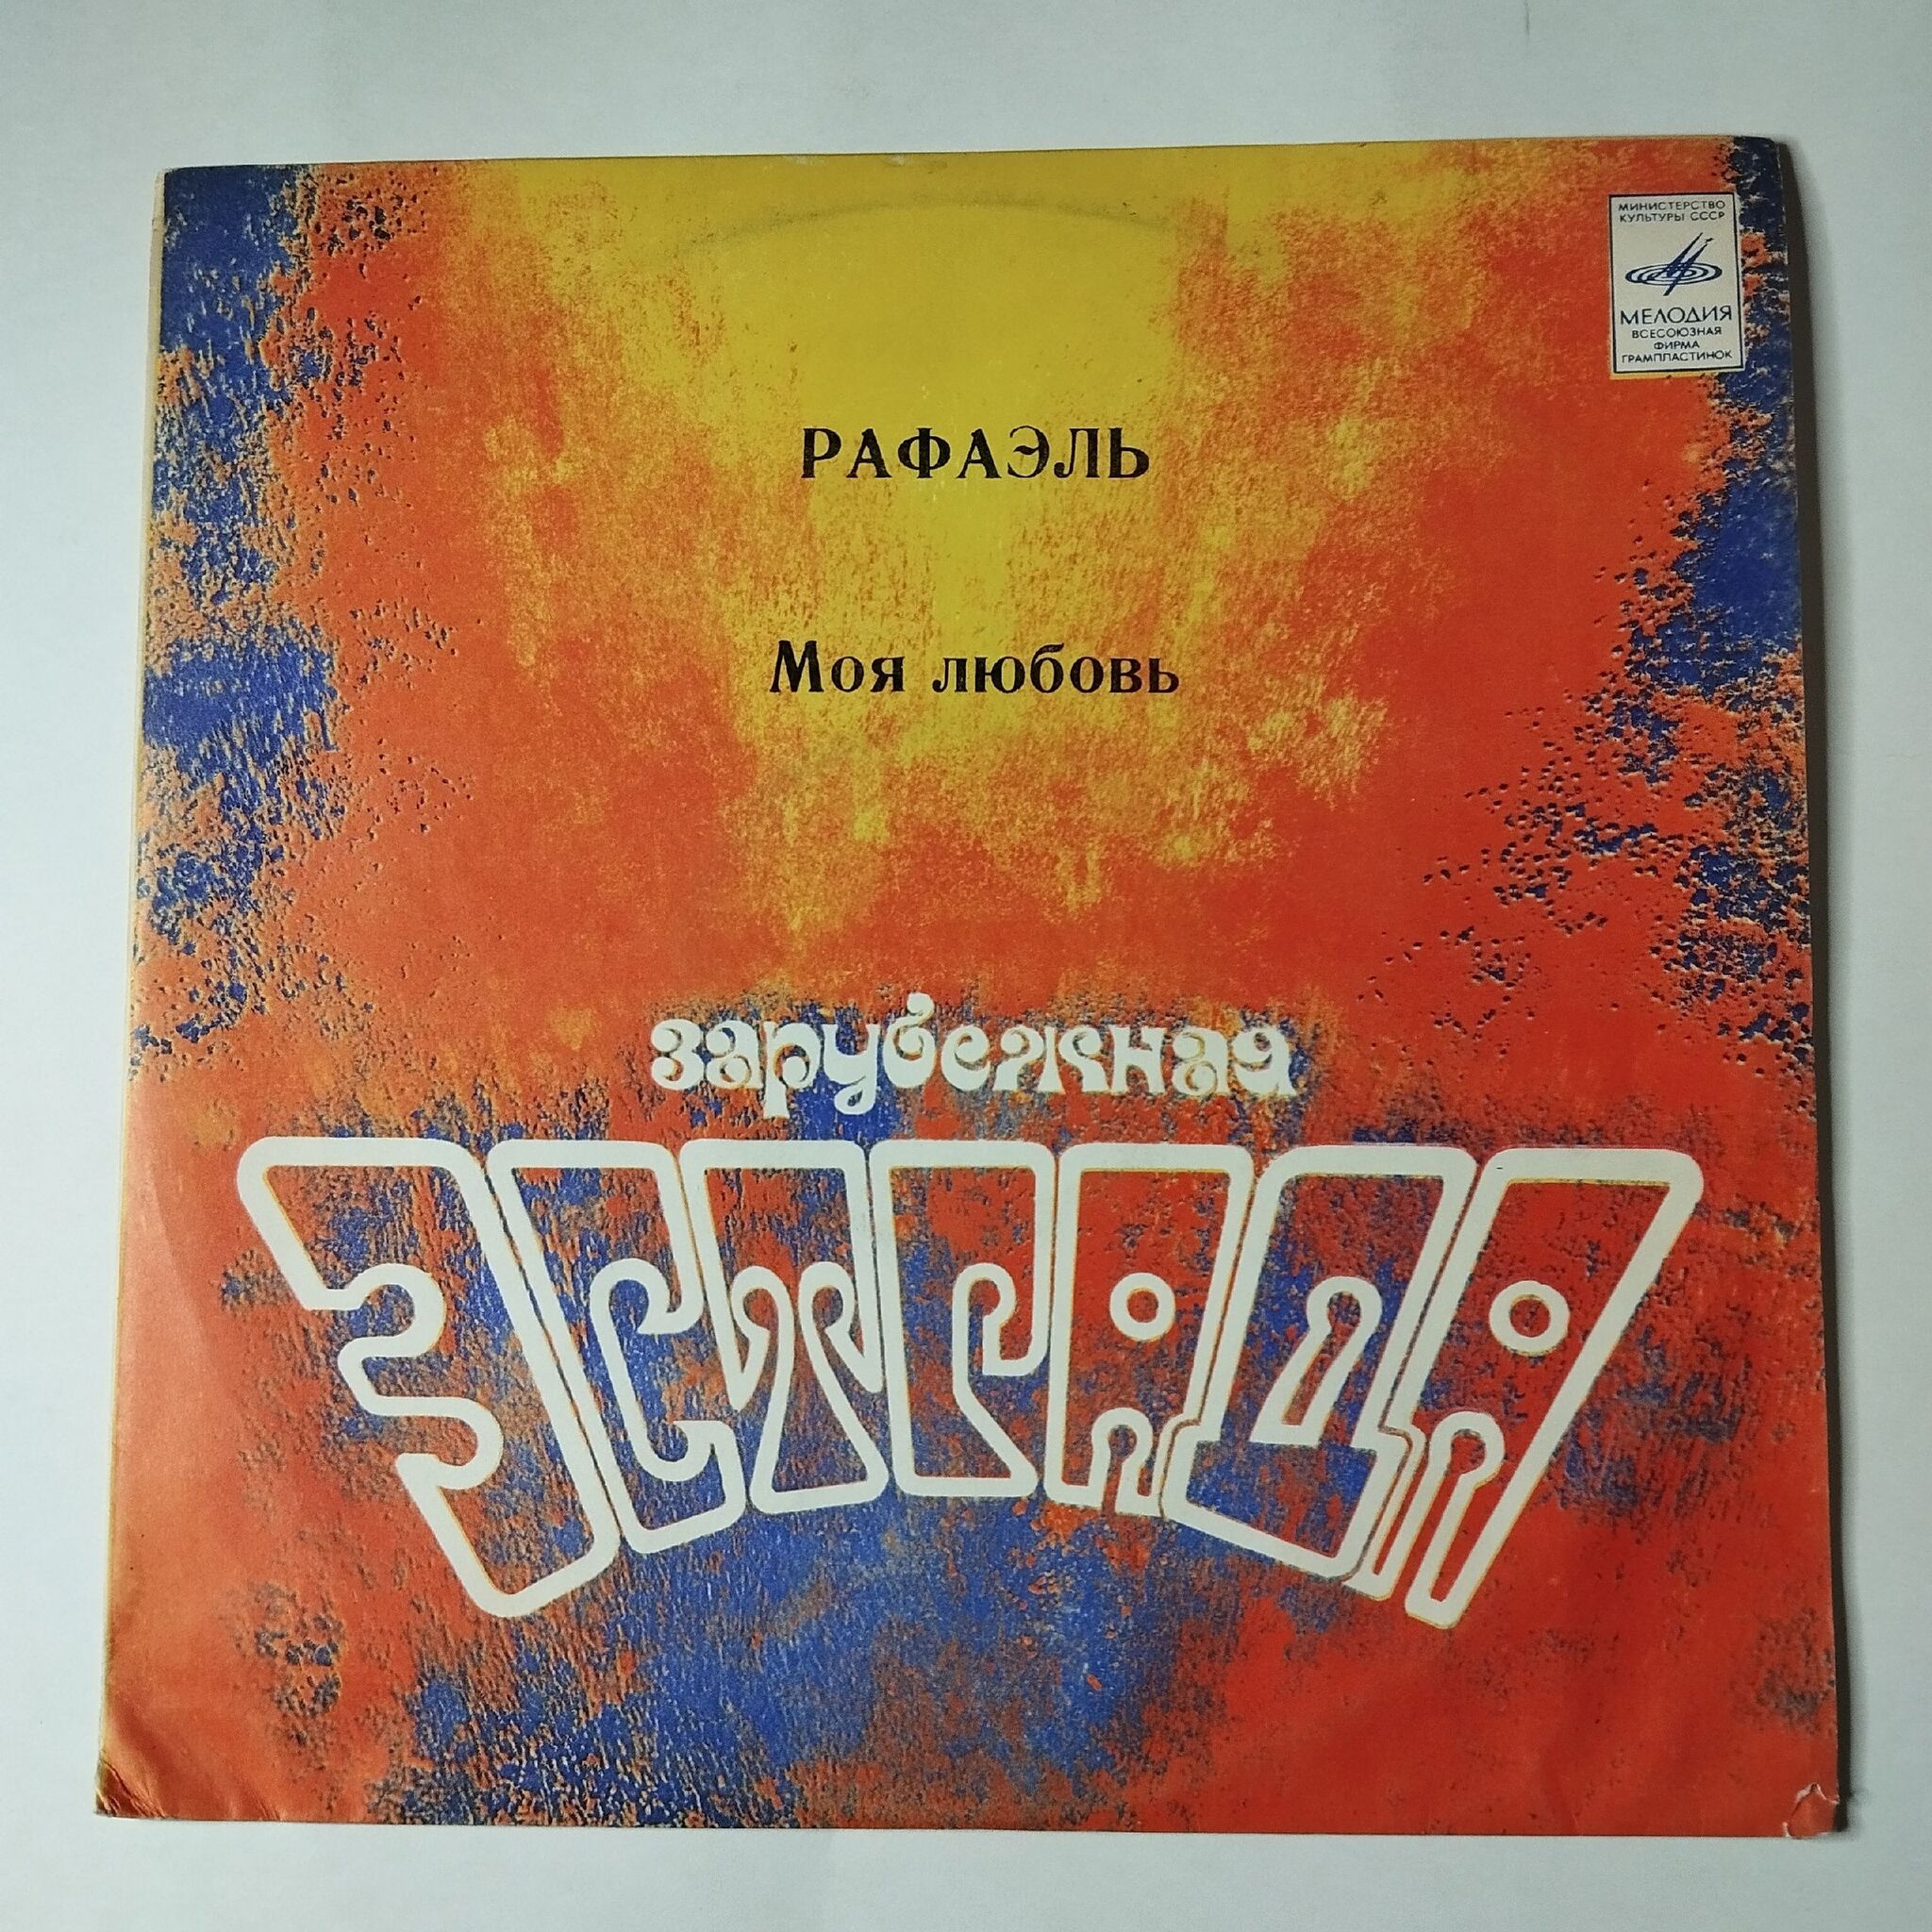 МИНИСТЕРСТВО
КУЛЬТУРЫ СССР
МЕЛОДИЯ
ВСЕСОЮЗНАЯ
ФИРМА
ГРАМПЛАСТИНОК
РАФАЭЛЬ
Моя любовь
зарубежная
ЭСТРАДА